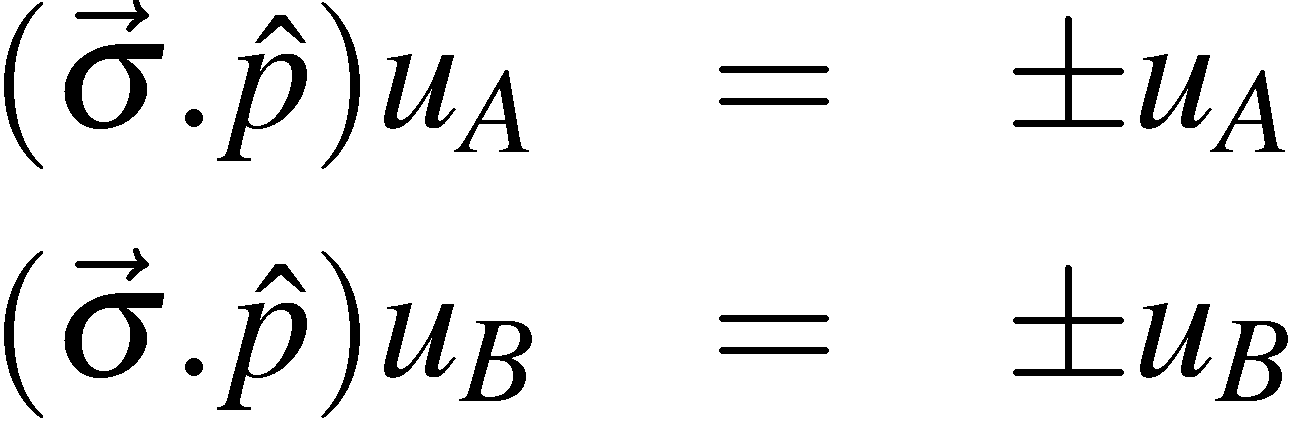 (σ⃗.p̂)u_A = ±u_A
(σ⃗.p̂)u_B = ±u_B